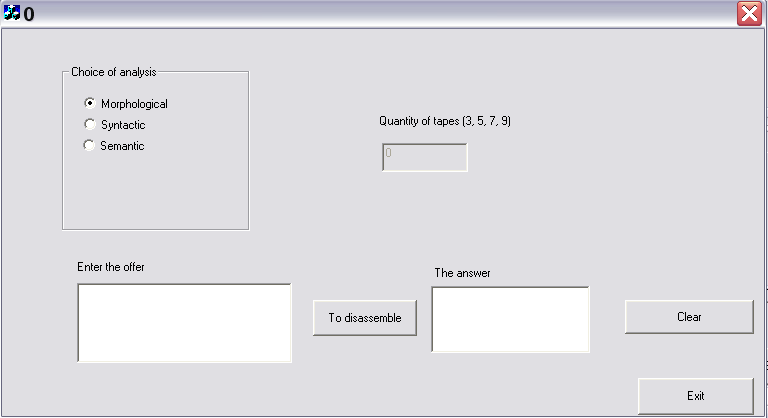 0
Choice of analysis
Morphological
Syntactic
Semantic
Quantity of tapes (3, 5, 7, 9)
0
Enter the offer
To disassemble
The answer
Clear
Exit